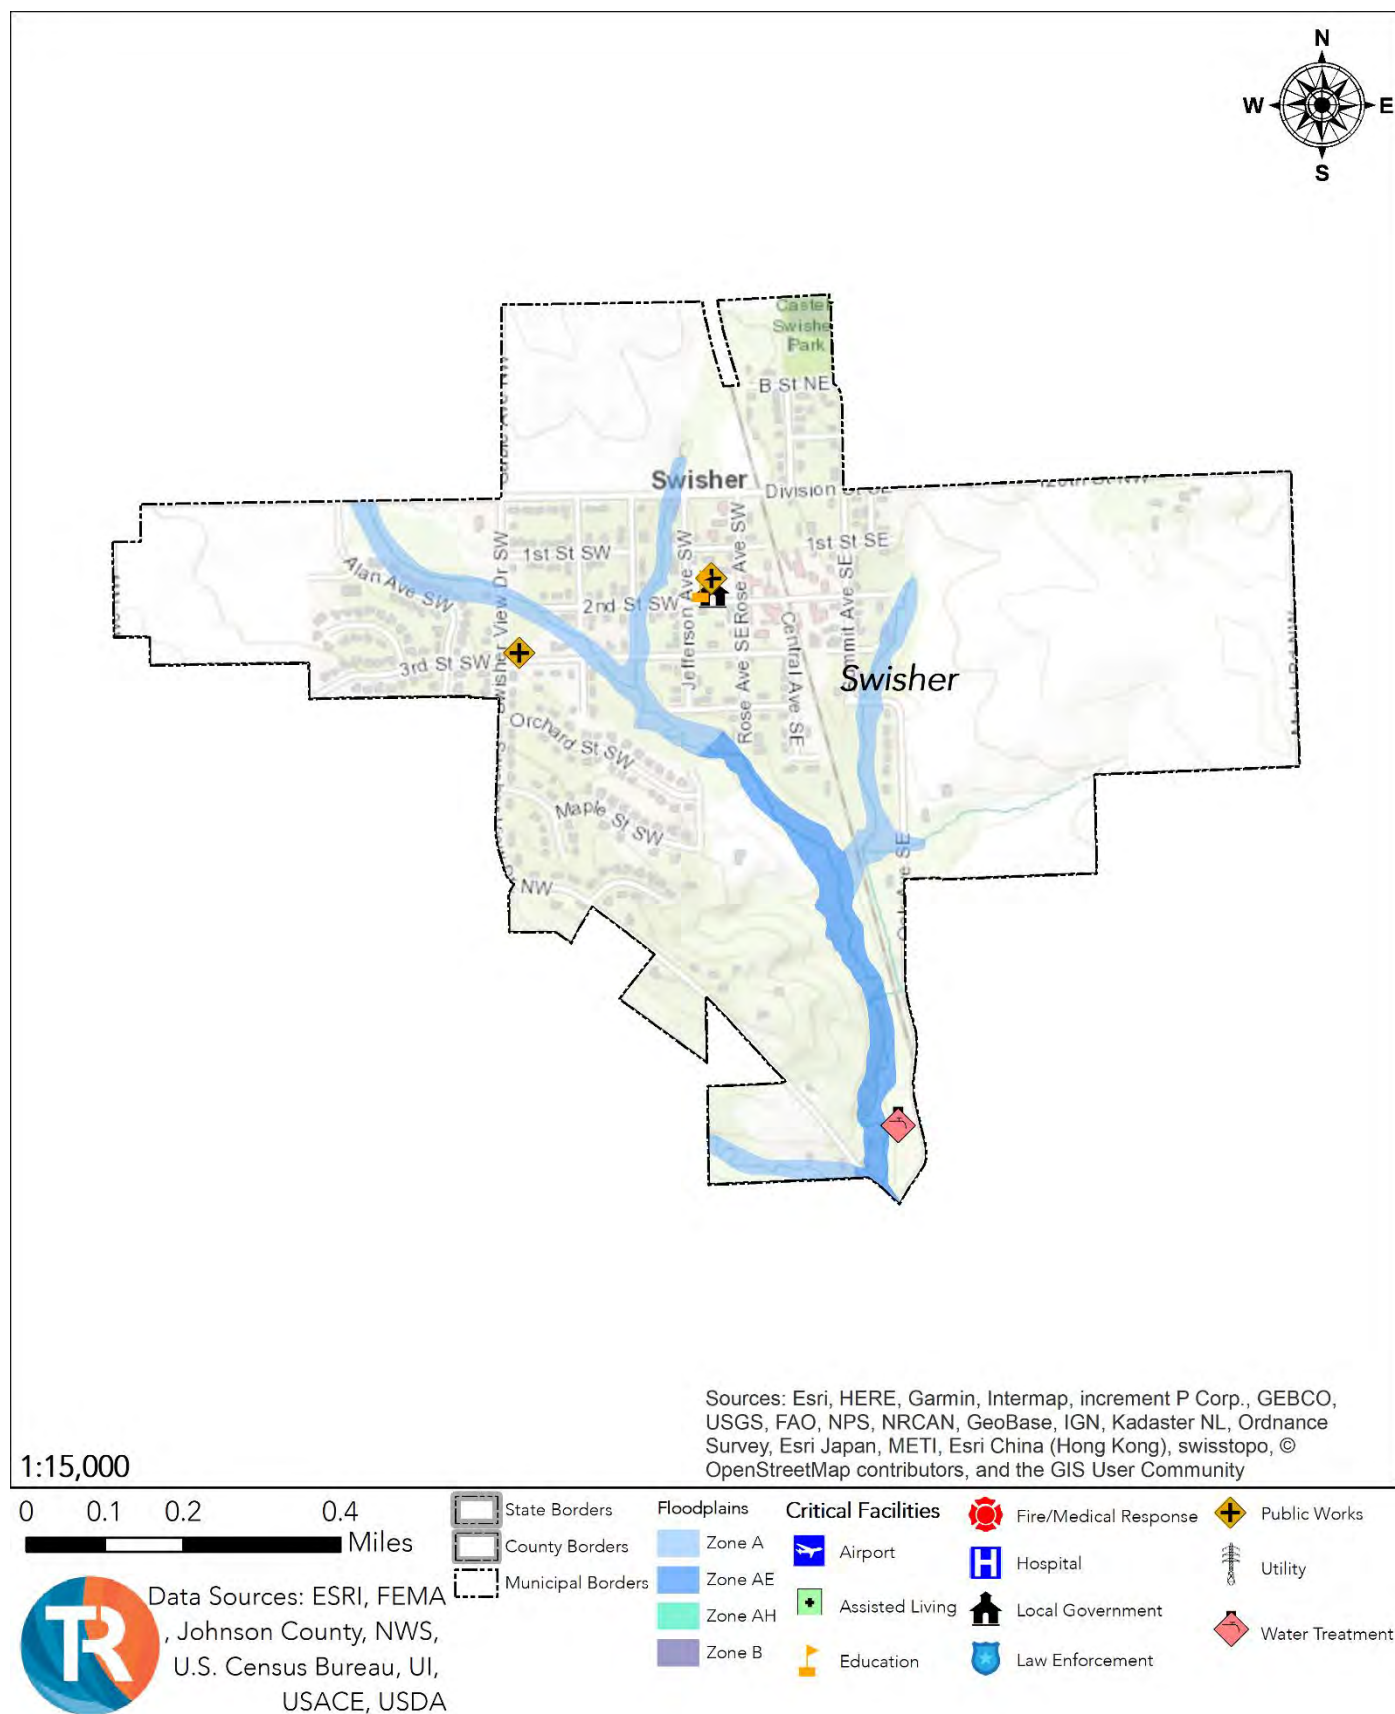 N
W E
S
Caster
Swishe
Park
B St NE
Swisher
Division St SE
120th St NW
1st St SW
1st St SE
Alan Ave SW
2nd St SW
3rd St SW
Swisher View Dr SW
Jefferson Ave SW
Rose Ave SW
Rose Ave SE
Central Ave SE
Summit Ave SE
Swisher
Orchard St SW
Maple St SW
NW
Sources: Esri, HERE, Garmin, Intermap, increment P Corp., GEBCO,
USGS, FAO, NPS, NRCAN, GeoBase, IGN, Kadaster NL, Ordnance
Survey, Esri Japan, METI, Esri China (Hong Kong), swisstopo, ©
OpenStreetMap contributors, and the GIS User Community
1:15,000
0 0.1 0.2 0.4
Miles
TR
Data Sources: ESRI, FEMA
, Johnson County, NWS,
U.S. Census Bureau, UI,
USACE, USDA
State Borders
County Borders
Municipal Borders
Floodplains
Zone A
Zone AE
Zone AH
Zone B
Critical Facilities
Airport
Assisted Living
Education
Fire/Medical Response
H Hospital
Local Government
Law Enforcement
Public Works
Utility
Water Treatment